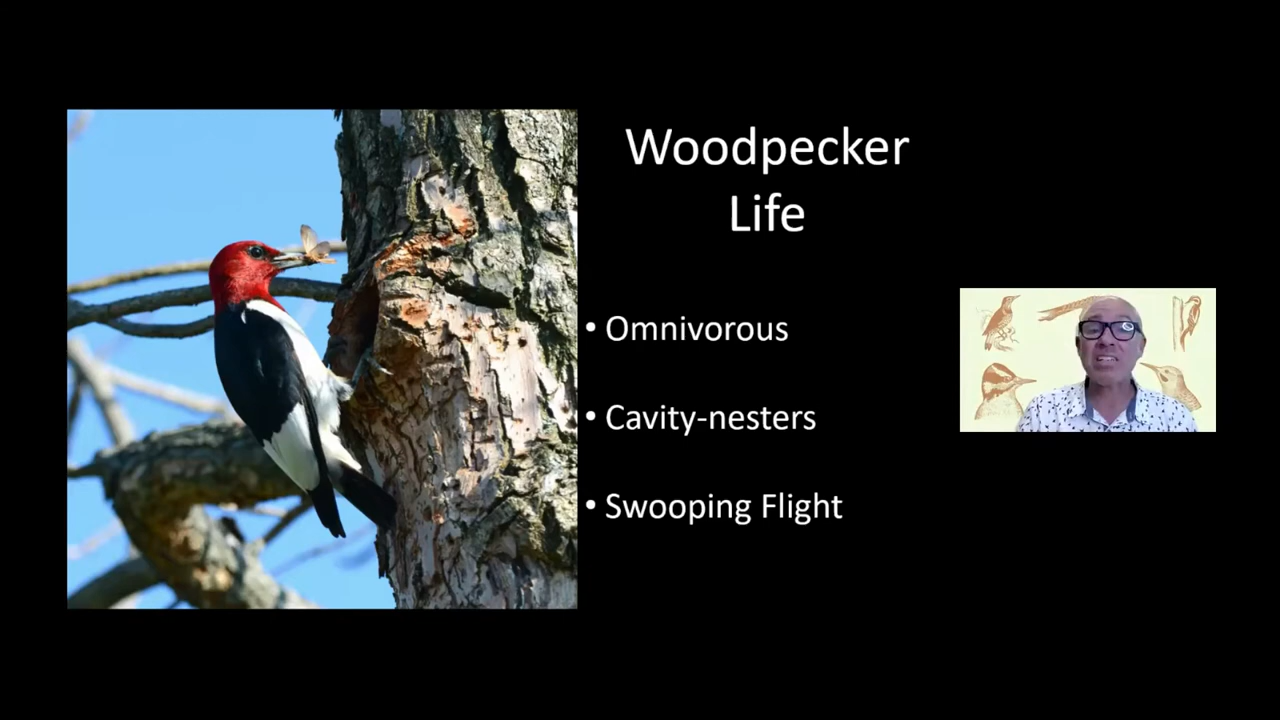 Woodpecker
Life
• Omnivorous
• Cavity-nesters
• Swooping Flight